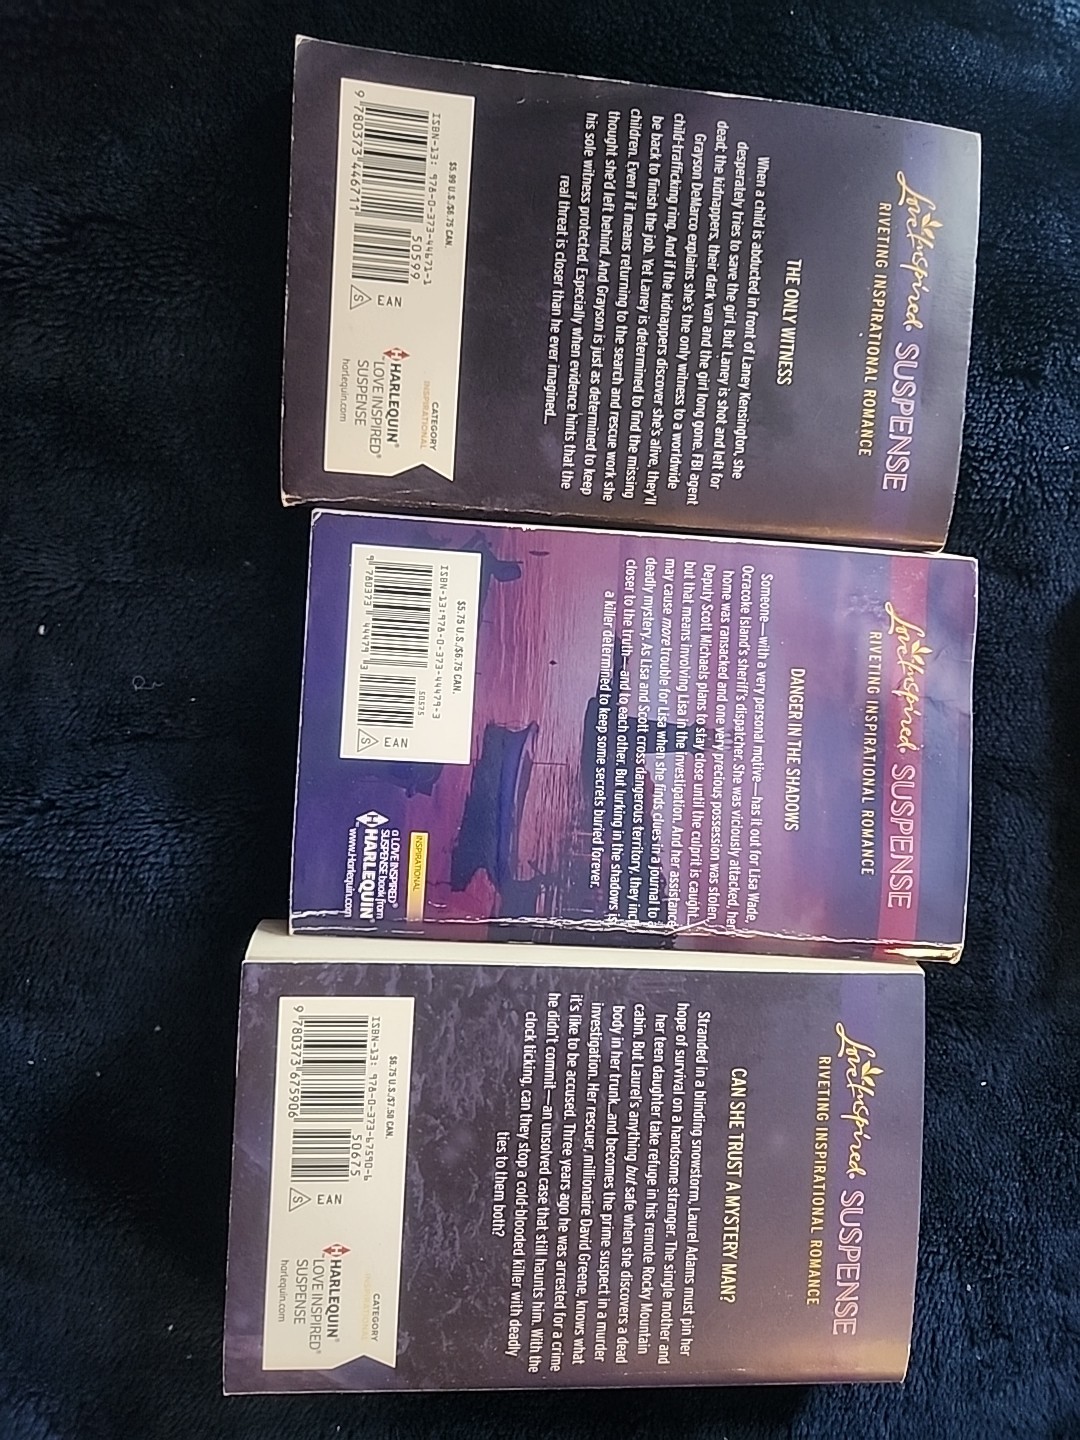 Love Inspired. SUSPENSE
RIVETING INSPIRATIONAL ROMANCE
THE ONLY WITNESS
When a child is abducted in front of Laney Kensington, she
desperately tries to save the girl. But Laney is shot and left for
dead; the kidnappers, their dark van and the girl long gone. FBI agent
Grayson DeMarco explains she's the only witness to a worldwide
child-trafficking ring. And if the kidnappers discover she's alive, they'll
be back to finish the job. Yet Laney is determined to find the missing
children. Even if it means returning to the search and rescue work she
thought she'd left behind. And Grayson is just as determined to keep
his sole witness protected. Especially when evidence hints that the
real threat is closer than he ever imagined...
$5.99 U.S./$6.75 CAN.
ISBN-13: 978-0-373-44671-1
50599
9 780373 446711
EAN
CATEGORY
INSPIRATIONAL
HARLEQUIN®
LOVE INSPIRED®
SUSPENSE
harlequin.com
Love Inspired. SUSPENSE
RIVETING INSPIRATIONAL ROMANCE
DANGER IN THE SHADOWS
Someone—with a very personal motive—has it out for Lisa Wade,
Ocracoke Island's sheriff's dispatcher. She was viciously attacked, her
home was ransacked and one very precious possession was stolen.
Deputy Scott Michaels plans to stay close until the culprit is caught...
but that means involving Lisa in the investigation. And her assistance
may cause more trouble for Lisa when she finds clues in a journal to a
deadly mystery. As Lisa and Scott cross dangerous territory, they inch
closer to the truth—and to each other. But lurking in the shadows is
a killer determined to keep some secrets buried forever.
$5.75 U.S./$6.75 CAN.
ISBN-13:978-0-373-44479-3
50575
9 780373 44479 3
EAN
INSPIRATIONAL
a LOVE INSPIRED
SUSPENSE book from
HARLEQUIN®
www.Harlequin.com
Love Inspired. SUSPENSE
RIVETING INSPIRATIONAL ROMANCE
CAN SHE TRUST A MYSTERY MAN?
Stranded in a blinding snowstorm, Laurel Adams must pin her
hope of survival on a handsome stranger. The single mother and
her teen daughter take refuge in his remote Rocky Mountain
cabin. But Laurel's anything but safe when she discovers a dead
body in her trunk...and becomes the prime suspect in a murder
investigation. Her rescuer, millionaire David Greene, knows what
it's like to be accused. Three years ago he was arrested for a crime
he didn't commit—an unsolved case that still haunts him. With the
clock ticking, can they stop a cold-blooded killer with deadly
ties to them both?
$6.75 U.S./$7.50 CAN.
ISBN-13: 978-0-373-67590-6
50675
9 780373 675906
EAN
CATEGORY
HARLEQUIN®
LOVE INSPIRED®
SUSPENSE
harlequin.com